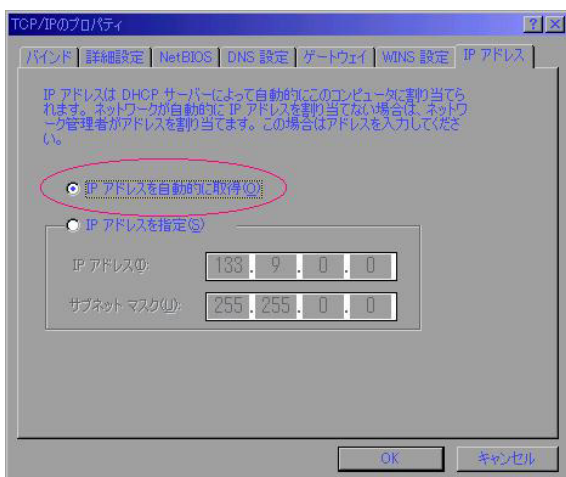 TCP/IPのプロパティ
バインド 詳細設定 NetBIOS DNS 設定 ゲートウェイ WINS 設定 IP アドレス
IP アドレスは DHCP サーバーによって自動的にこのコンピュータに割り当てら
れます。ネットワークが自動的に IP アドレスを割り当てない場合は、ネットワ
ーク管理者がアドレスを割り当てます。この場合はアドレスを入力してくださ
い。
IP アドレスを自動的に取得(O)
IP アドレスを指定(S)
IP アドレス(I): 133 . 9 . 0 . 0
サブネット マスク(U): 255 . 255 . 0 . 0
OK キャンセル